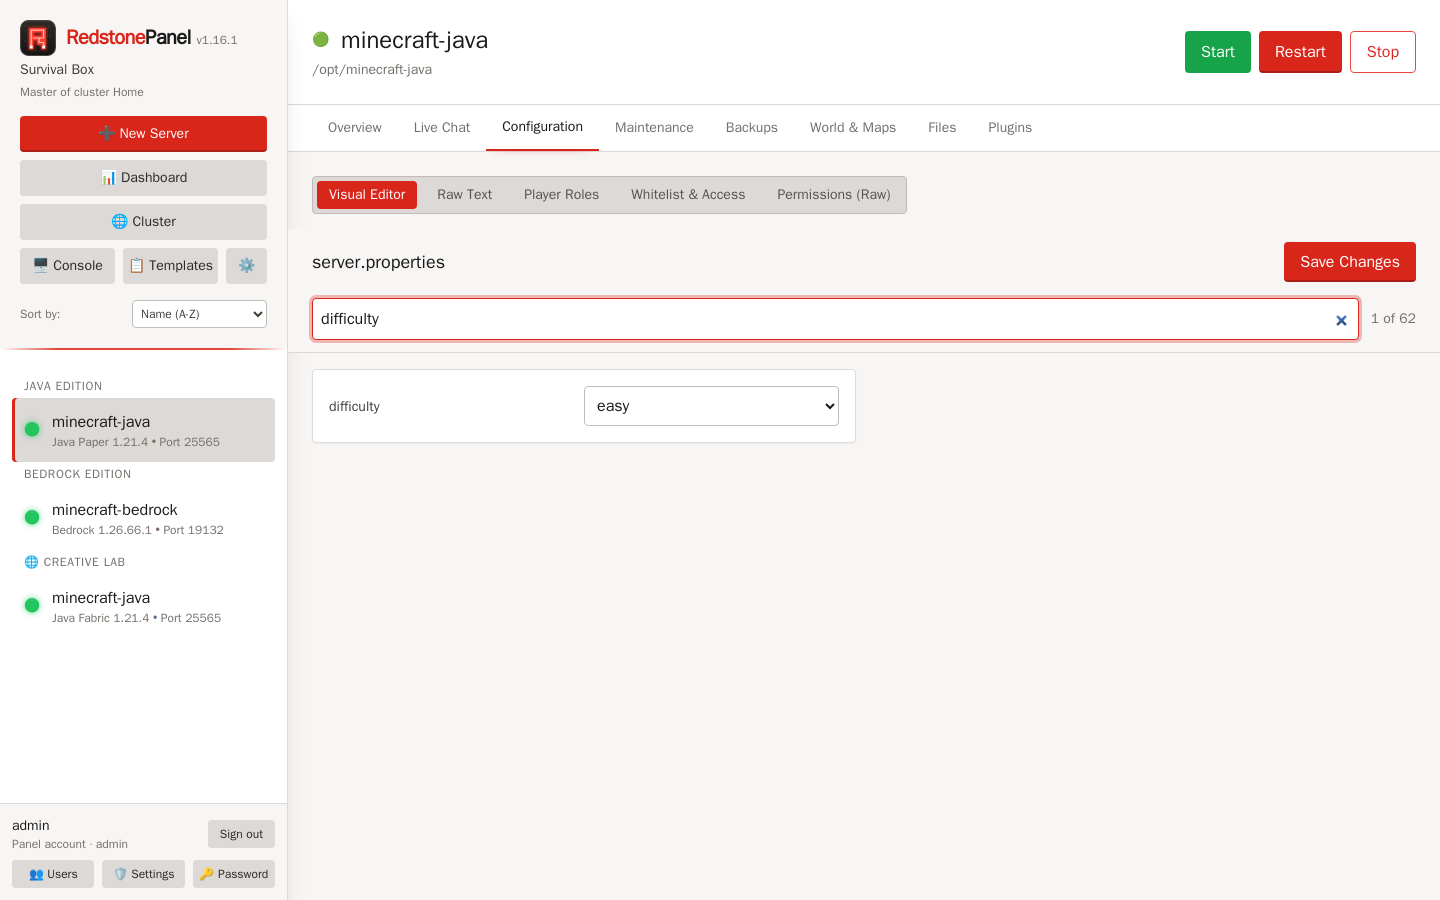 RedstonePanel v1.16.1
Survival Box
Master of cluster Home
➕ New Server
📊 Dashboard
🌐 Cluster
🖥️ Console
📋 Templates
⚙️
Sort by:
Name (A-Z)
JAVA EDITION
minecraft-java
Java Paper 1.21.4 • Port 25565
BEDROCK EDITION
minecraft-bedrock
Bedrock 1.26.66.1 • Port 19132
🌐 CREATIVE LAB
minecraft-java
Java Fabric 1.21.4 • Port 25565
admin
Panel account · admin
Sign out
👥 Users
🛡️ Settings
🔑 Password
minecraft-java
/opt/minecraft-java
Start
Restart
Stop
Overview
Live Chat
Configuration
Maintenance
Backups
World & Maps
Files
Plugins
Visual Editor
Raw Text
Player Roles
Whitelist & Access
Permissions (Raw)
server.properties
Save Changes
difficulty
1 of 62
difficulty
easy